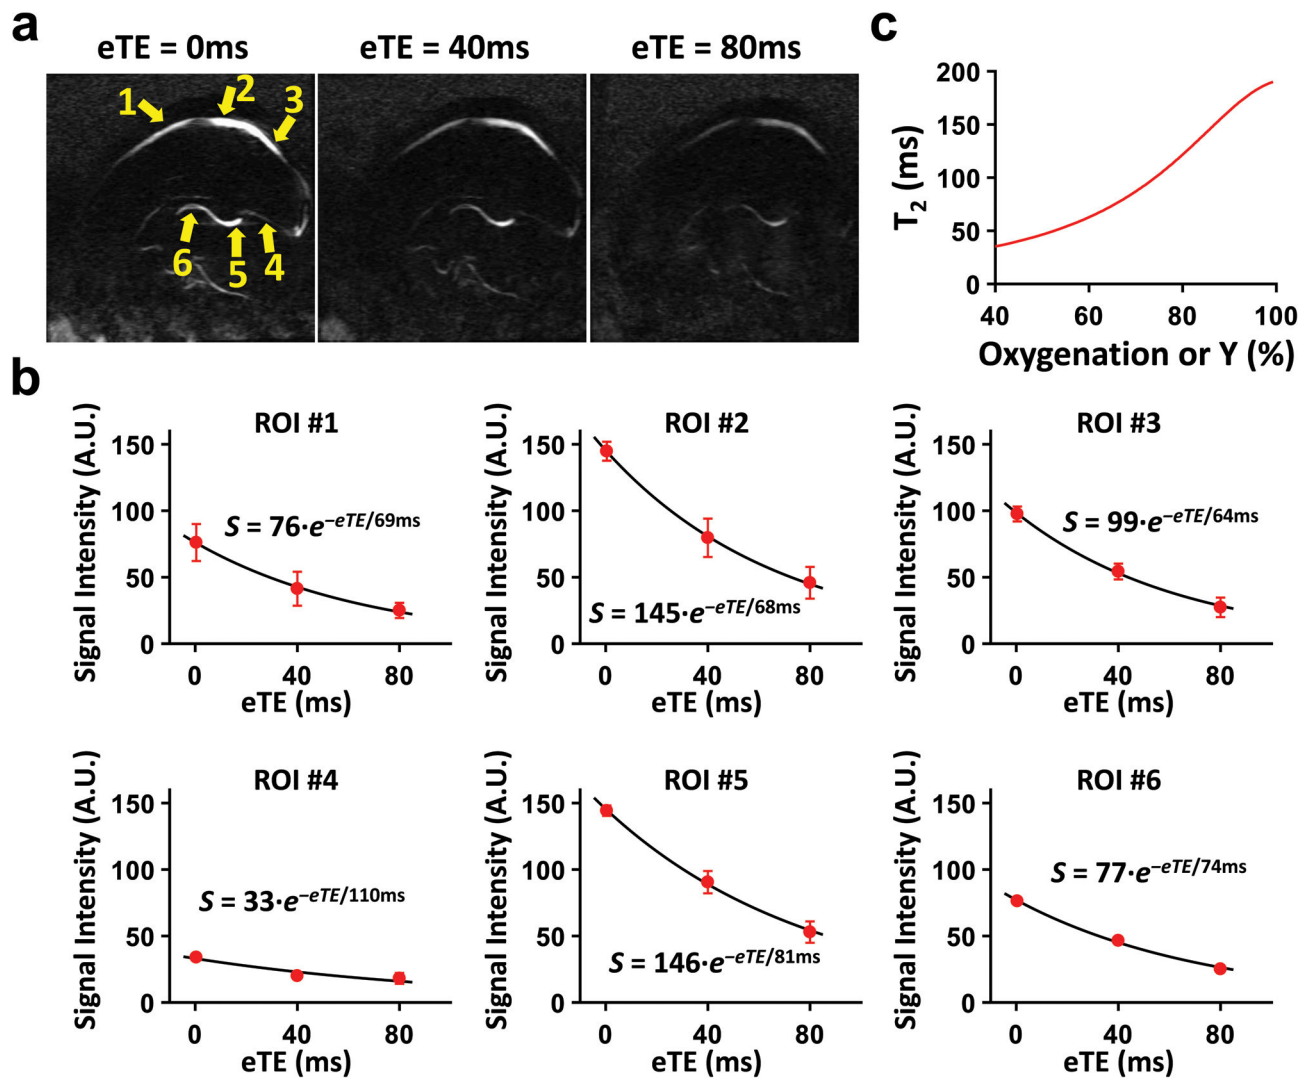 a
eTE = 0ms
eTE = 40ms
eTE = 80ms
1
2
3
6
5
4
c
T2 (ms)
200
150
100
50
0
40 60 80 100
Oxygenation or Y (%)
b
ROI #1
Signal Intensity (A.U.)
150
100
50
0
S = 76·e–eTE/69ms
0 40 80
eTE (ms)
ROI #2
Signal Intensity (A.U.)
150
100
50
0
S = 145·e–eTE/68ms
0 40 80
eTE (ms)
ROI #3
Signal Intensity (A.U.)
150
100
50
0
S = 99·e–eTE/64ms
0 40 80
eTE (ms)
ROI #4
Signal Intensity (A.U.)
150
100
50
0
S = 33·e–eTE/110ms
0 40 80
eTE (ms)
ROI #5
Signal Intensity (A.U.)
150
100
50
0
S = 146·e–eTE/81ms
0 40 80
eTE (ms)
ROI #6
Signal Intensity (A.U.)
150
100
50
0
S = 77·e–eTE/74ms
0 40 80
eTE (ms)